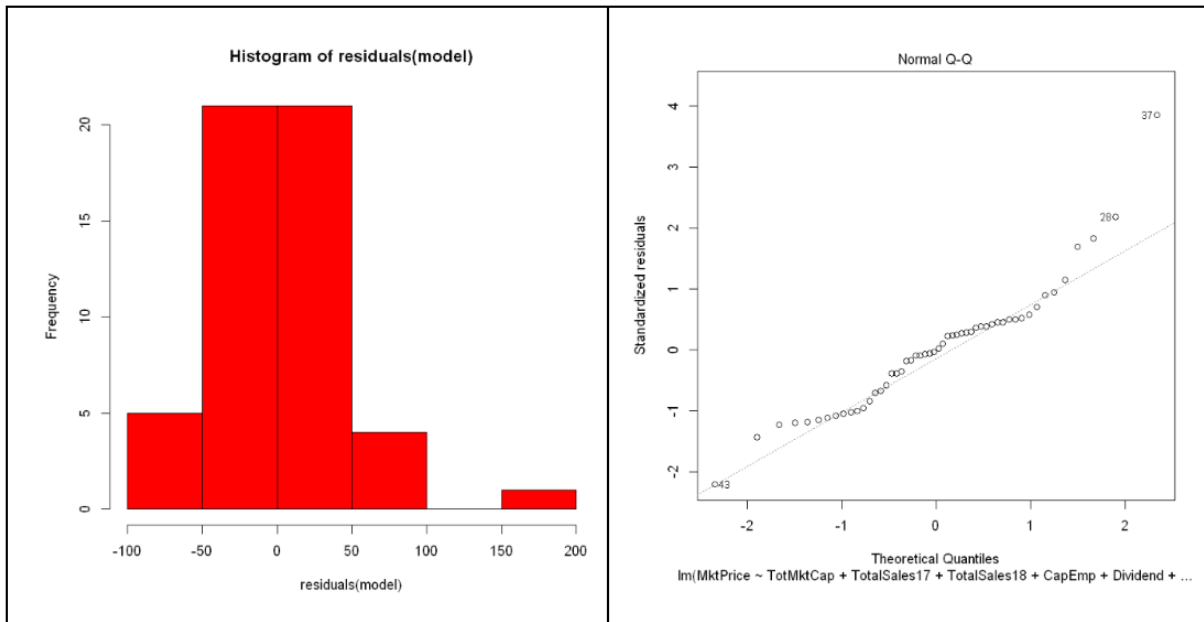 Histogram of residuals(model)
20
15
10
5
0
Frequency
-100 -50 0 50 100 150 200
residuals(model)
Normal Q-Q
4
3
2
1
0
-1
-2
Standardized residuals
37
28
43
-2 -1 0 1 2
Theoretical Quantiles
lm(MktPrice ~ TotMktCap + TotalSales17 + TotalSales18 + CapEmp + Dividend + ...